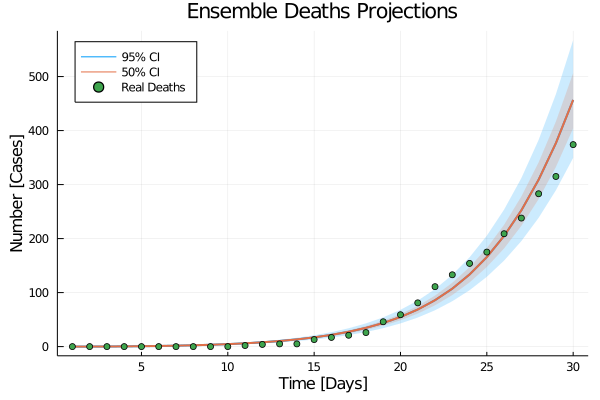 Ensemble Deaths Projections
95% CI
50% CI
Real Deaths
Number [Cases]
500
400
300
200
100
0
5 10 15 20 25 30
Time [Days]